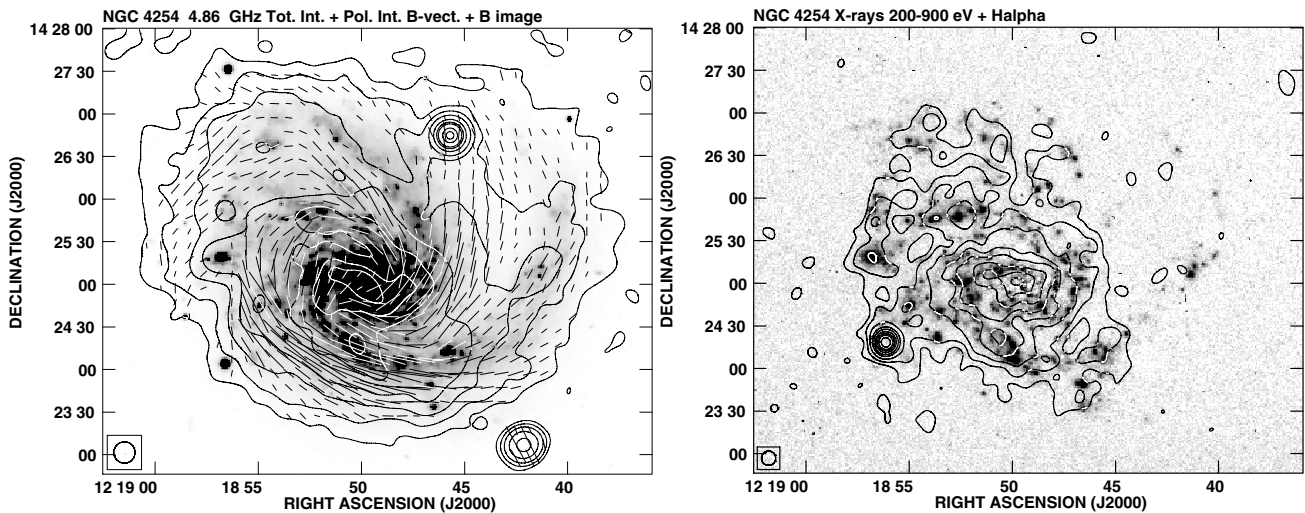 NGC 4254 4.86 GHz Tot. Int. + Pol. Int. B-vect. + B image
DECLINATION (J2000)
14 28 00
27 30
00
26 30
00
25 30
00
24 30
00
23 30
00
12 19 00
18 55
50
45
40
RIGHT ASCENSION (J2000)
NGC 4254 X-rays 200-900 eV + Halpha
DECLINATION (J2000)
14 28 00
27 30
00
26 30
00
25 30
00
24 30
00
23 30
00
12 19 00
18 55
50
45
40
RIGHT ASCENSION (J2000)